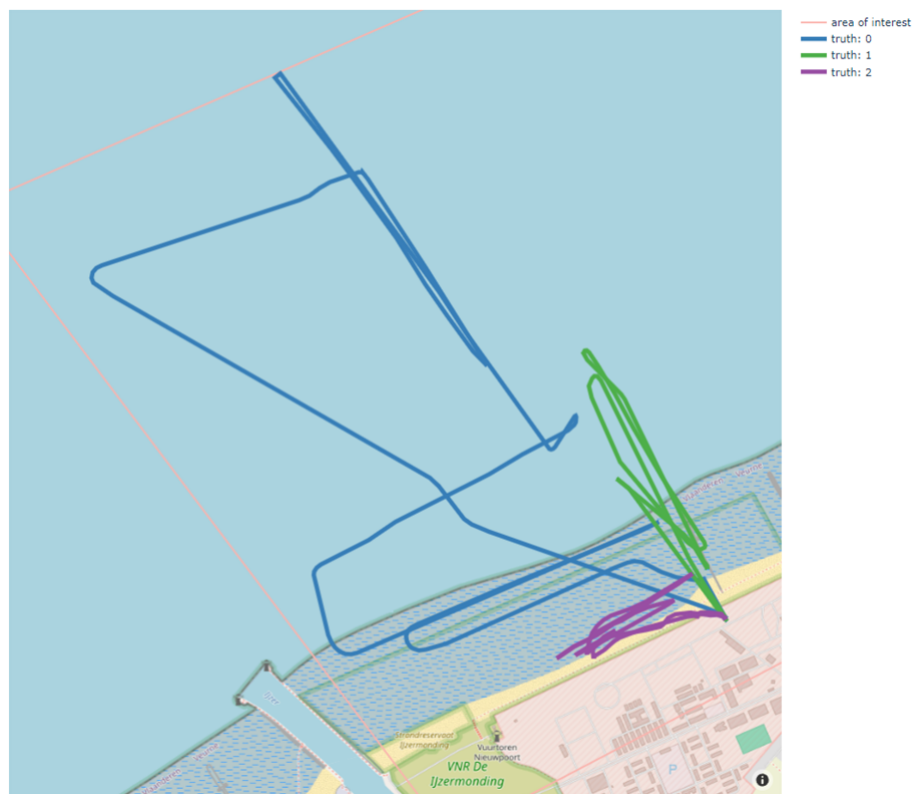 area of interest
truth: 0
truth: 1
truth: 2
Strandreservaat
IJzermonding
Vuurtoren
Nieuwpoort
VNR De
IJzermonding
P
i